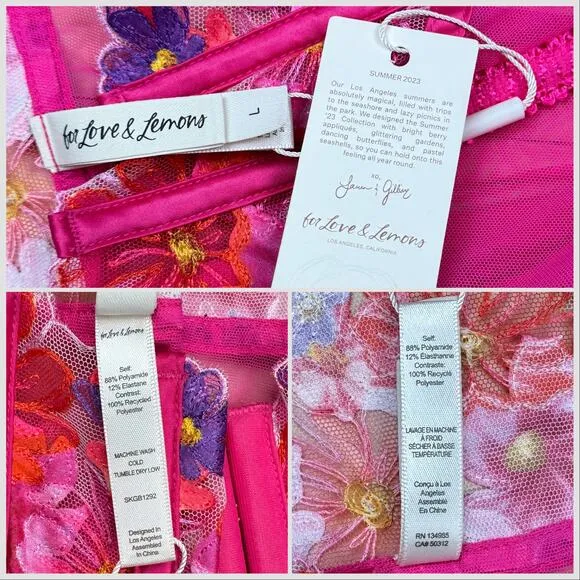 for Love & Lemons
L
SUMMER 2023
Our Los Angeles summers are
absolutely magical, filled with trips
to the seashore and lazy picnics in
the park. We designed the Summer
'23 Collection with bright berry
appliqués, glittering gardens,
dancing butterflies, and pastel
seashells, so you can hold onto this
feeling all year round.
xo,
for Love & Lemons
LOS ANGELES, CALIFORNIA
for Love & Lemons
Self:
88% Polyamide
12% Elastane
Contrast:
100% Recycled
Polyester
MACHINE WASH
COLD
TUMBLE DRY LOW
SKGB1292
Designed in
Los Angeles
Assembled
In China
Self:
88% Polyamide
12% Élasthanne
Contraste:
100% Recyclé
Polyester
LAVAGE EN MACHINE
À FROID
SÉCHER À BASSE
TEMPÉRATURE
Conçu à Los
Angeles
Assemblé
En Chine
RN 134955
CA# 50312